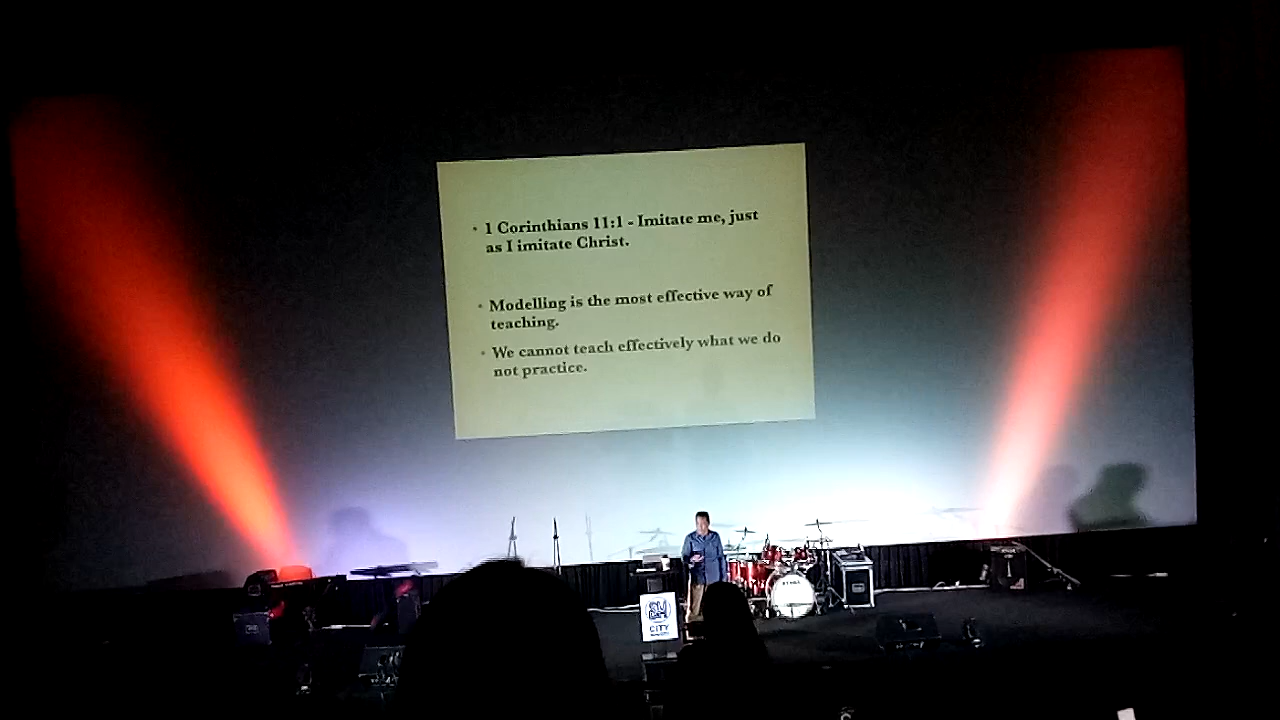 • 1 Corinthians 11:1 - Imitate me, just
as I imitate Christ.
• Modelling is the most effective way of
teaching.
• We cannot teach effectively what we do
not practice.
SM
CITY